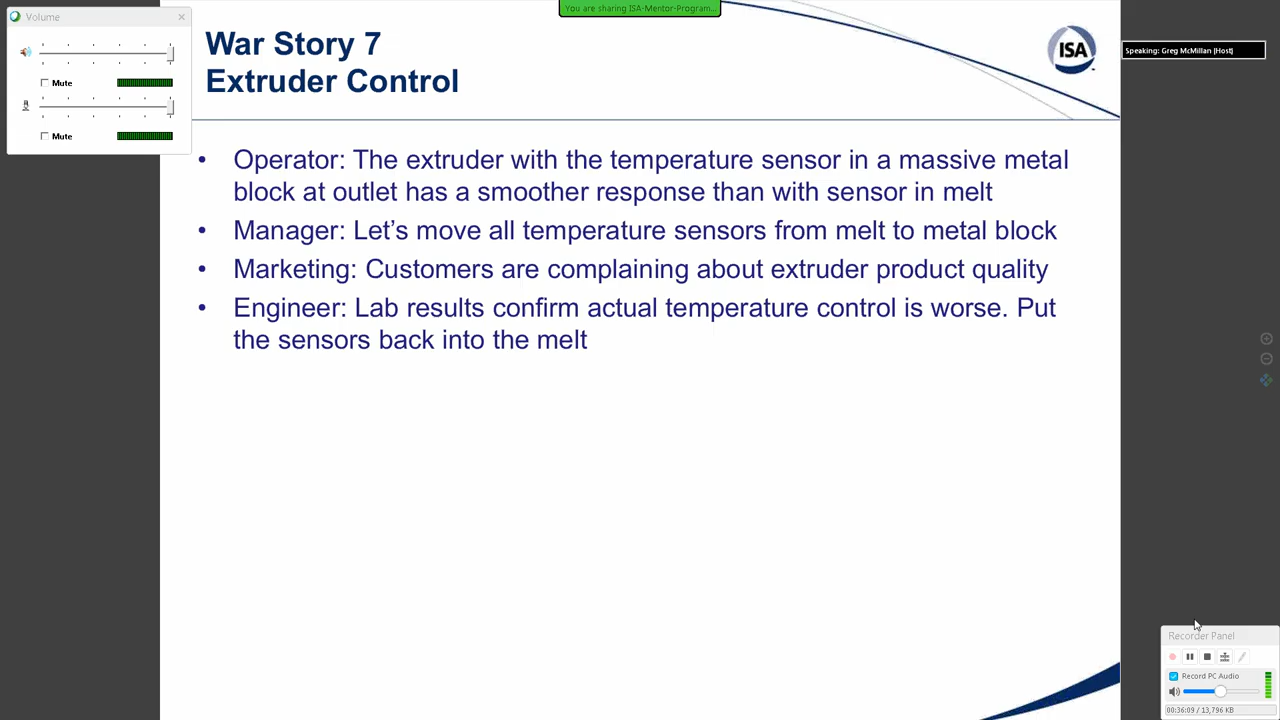 You are sharing ISA-Mentor-Program...
Volume
Mute
Mute
War Story 7
Extruder Control
ISA
Speaking: Greg McMillan (Host)
• Operator: The extruder with the temperature sensor in a massive metal
block at outlet has a smoother response than with sensor in melt
• Manager: Let’s move all temperature sensors from melt to metal block
• Marketing: Customers are complaining about extruder product quality
• Engineer: Lab results confirm actual temperature control is worse. Put
the sensors back into the melt
Recorder Panel
Record PC Audio
00:36:09 / 13,796 KB